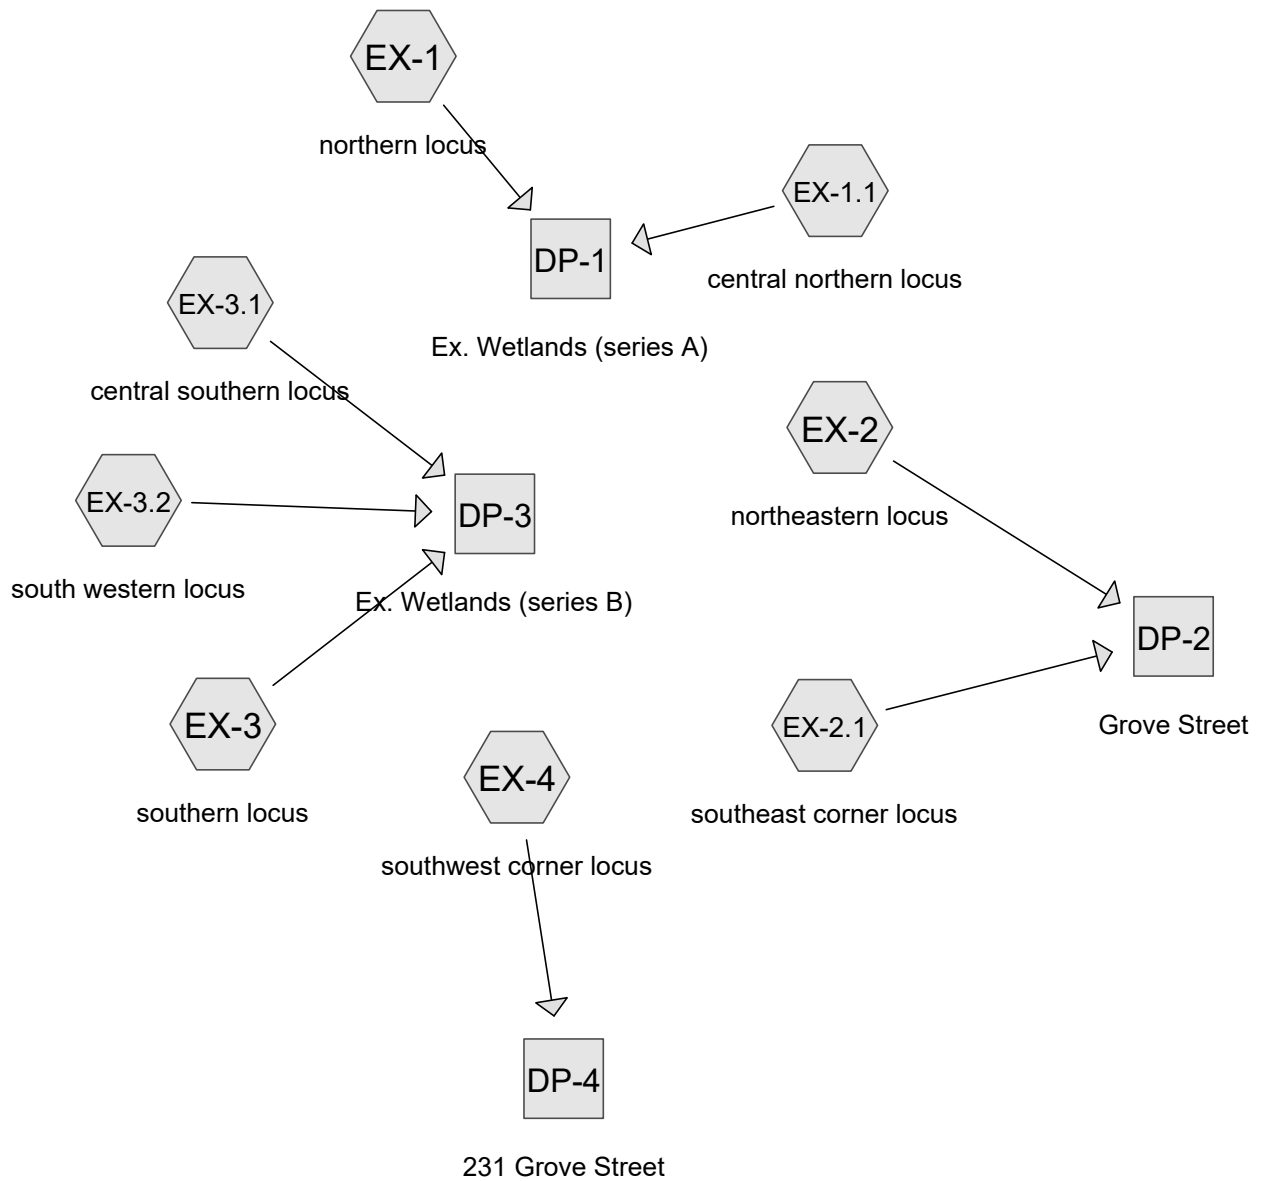 EX-1
northern locus
EX-1.1
central northern locus
DP-1
Ex. Wetlands (series A)
EX-3.1
central southern locus
EX-2
northeastern locus
EX-3.2
south western locus
DP-3
Ex. Wetlands (series B)
DP-2
Grove Street
EX-3
southern locus
EX-4
southwest corner locus
EX-2.1
southeast corner locus
DP-4
231 Grove Street